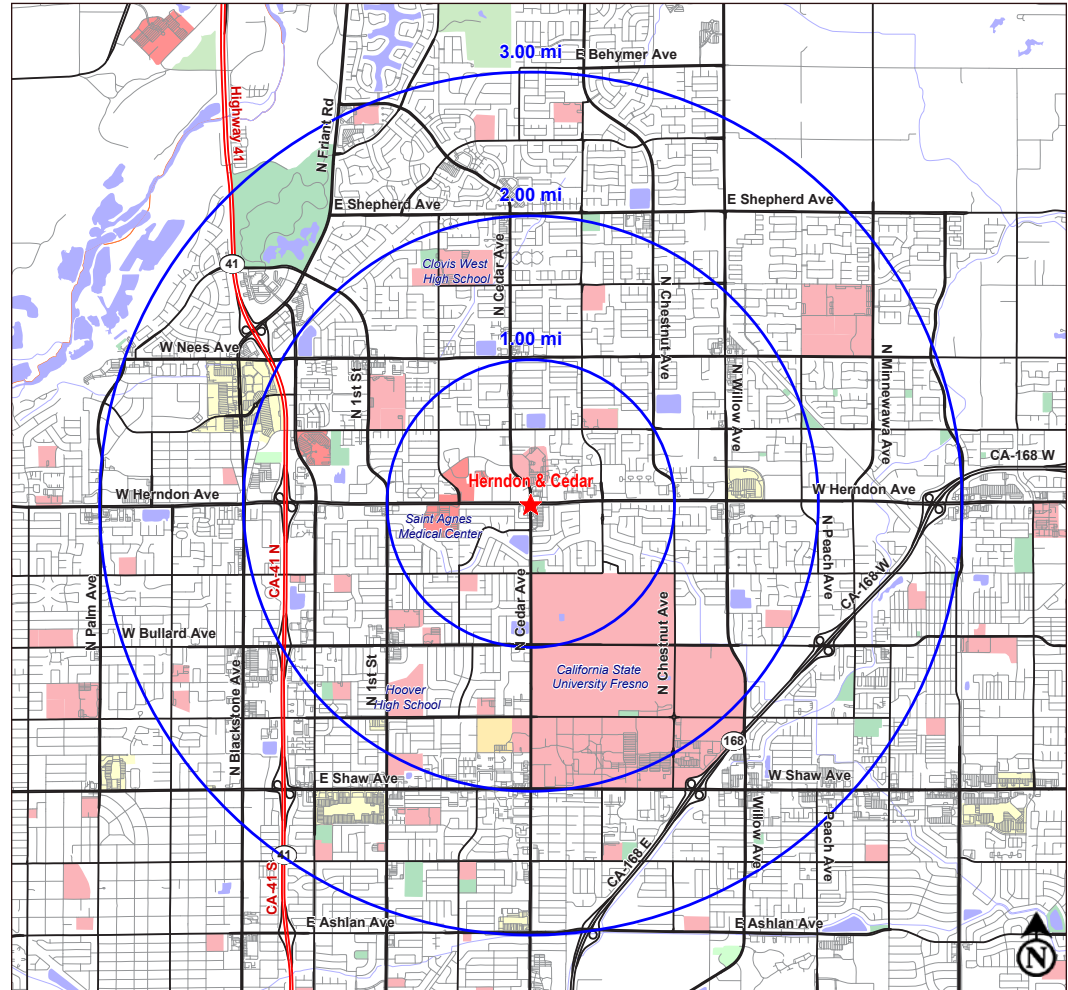 3.00 mi
E Behymer Ave
Highway 41
N Friant Rd
2.00 mi
E Shepherd Ave
E Shepherd Ave
41
Clovis West
High School
N Cedar Ave
N Chestnut Ave
1.00 mi
W Nees Ave
N 1st St
N Willow Ave
N Minnewawa Ave
CA-168 W
Herndon & Cedar
W Herndon Ave
W Herndon Ave
Saint Agnes
Medical Center
N Peach Ave
CA-41 N
N Palm Ave
N Cedar Ave
N Chestnut Ave
CA-168 W
W Bullard Ave
N 1st St
California State
University Fresno
Hoover
High School
N Blackstone Ave
168
E Shaw Ave
W Shaw Ave
Willow Ave
Peach Ave
41
CA-168 E
CA-41 S
E Ashlan Ave
E Ashlan Ave
N